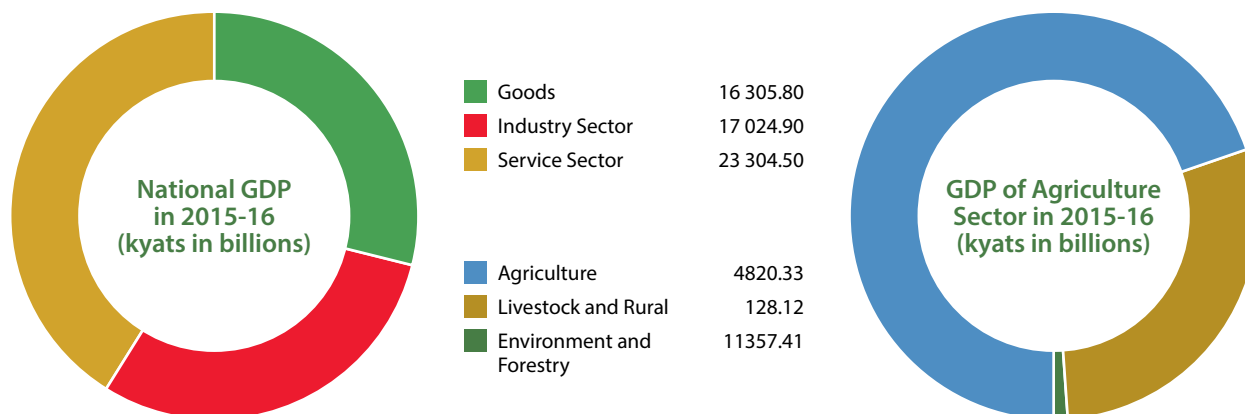 National GDP
in 2015-16
(kyats in billions)
Goods 16 305.80
Industry Sector 17 024.90
Service Sector 23 304.50
Agriculture 4820.33
Livestock and Rural 128.12
Environment and 11357.41
Forestry
GDP of Agriculture
Sector in 2015-16
(kyats in billions)